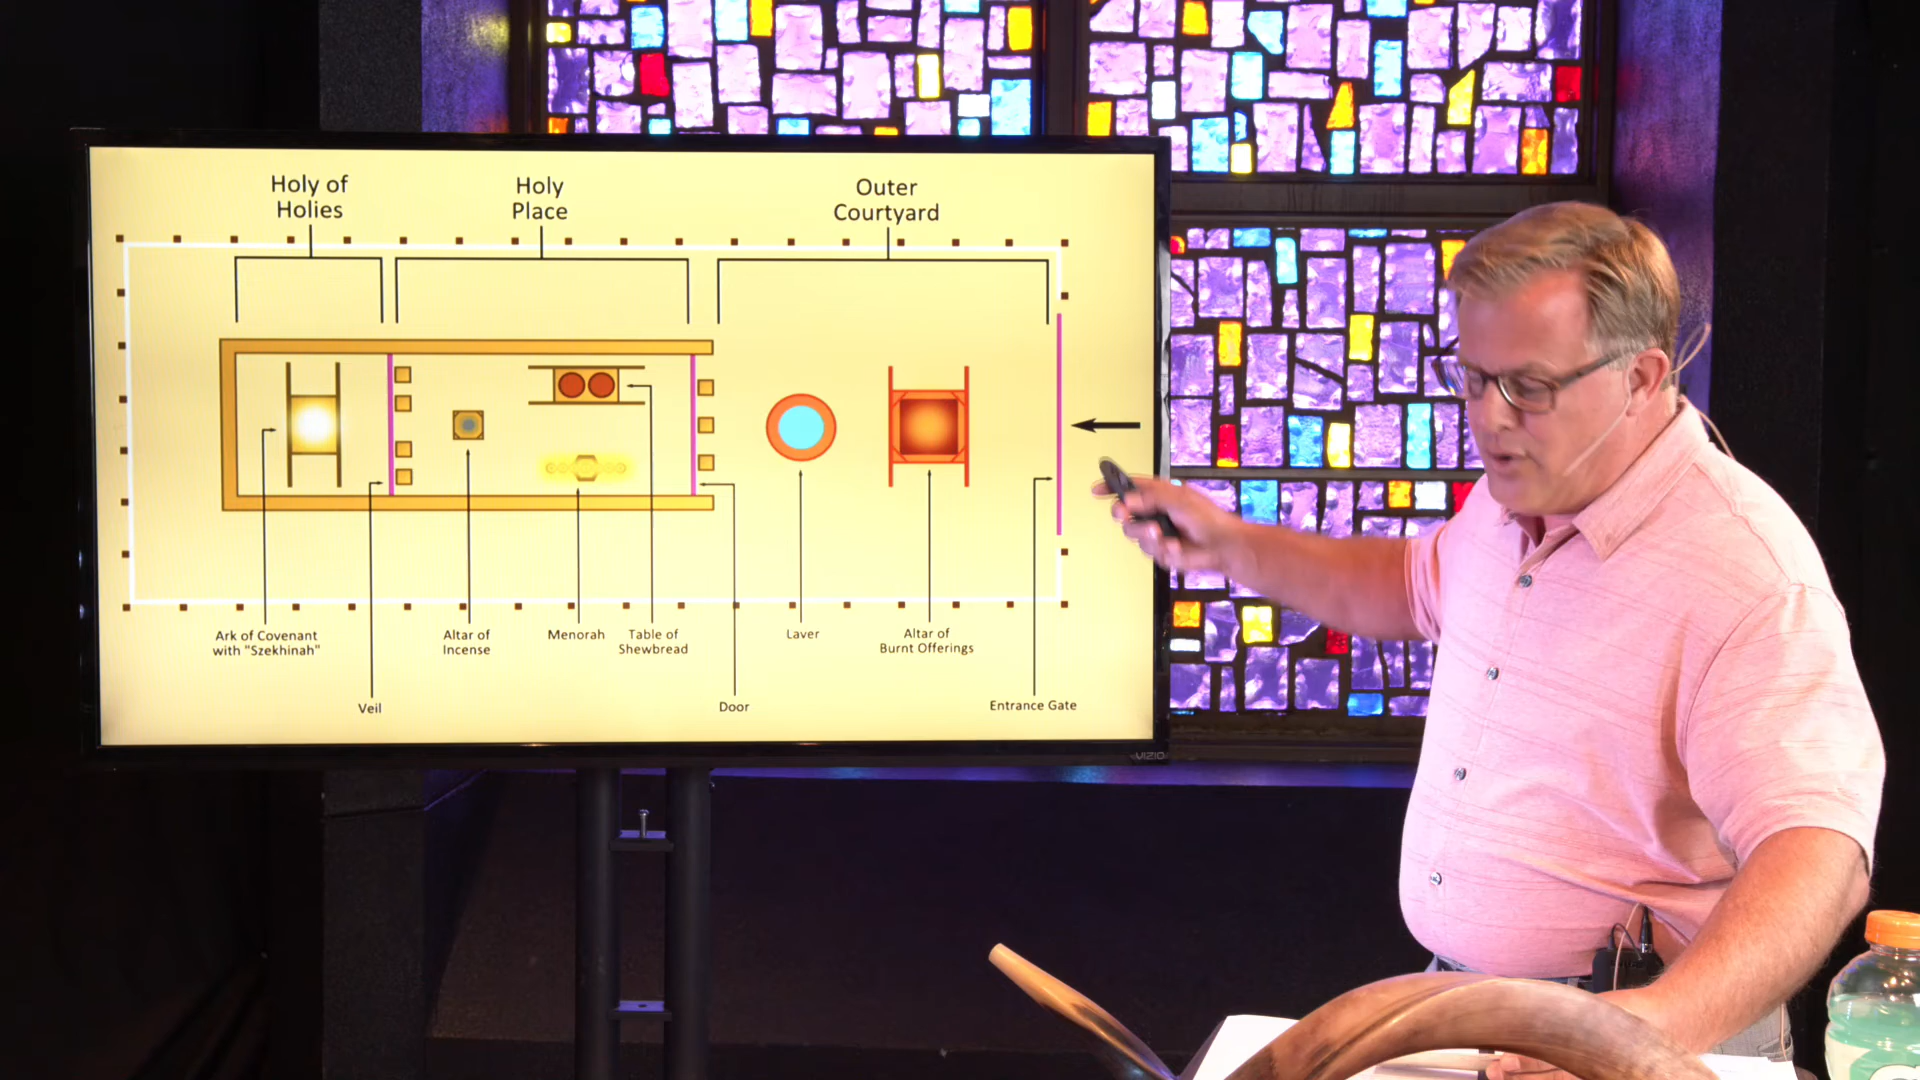 Holy of
Holies
Holy
Place
Outer
Courtyard
Ark of Covenant
with "Szekhinah"
Altar of
Incense
Menorah
Table of
Shewbread
Laver
Altar of
Burnt Offerings
Veil
Door
Entrance Gate
VIZIO